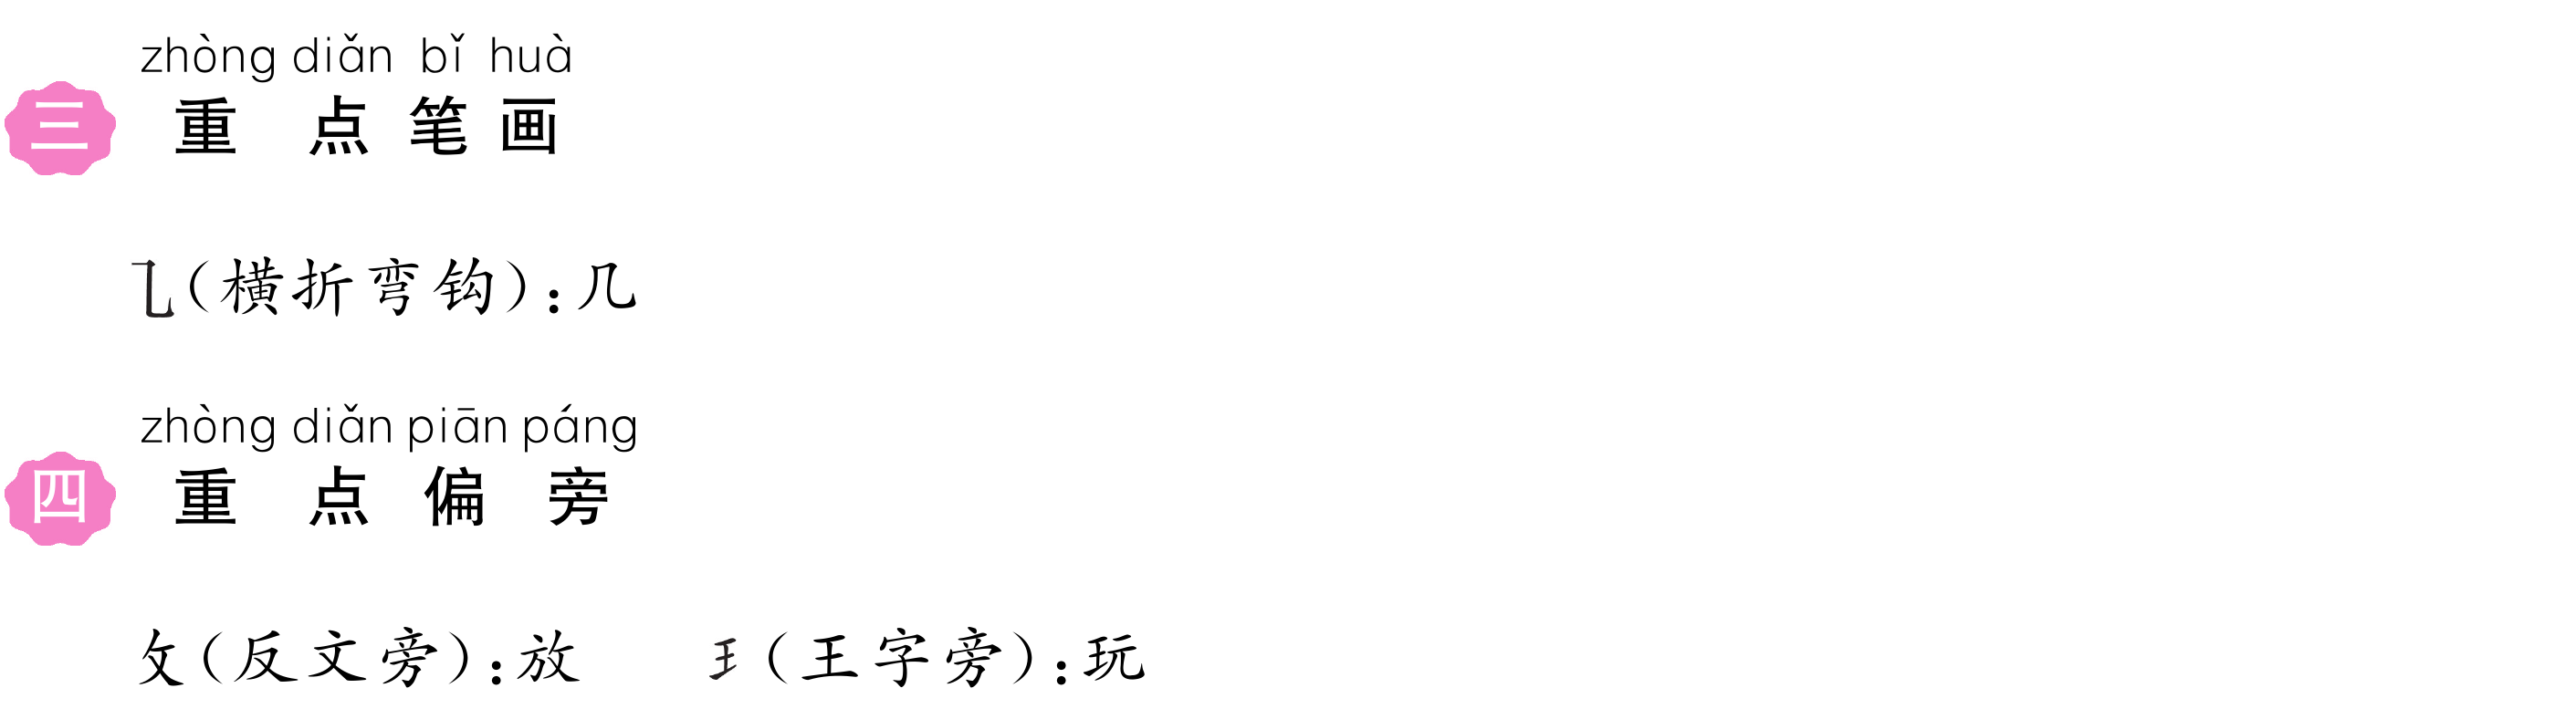 zhòng diǎn bǐ huà
三 重点笔画
⺄(横折弯钩):几
zhòng diǎn piān páng
四 重点偏旁
攵(反文旁):放 𤣩(王字旁):玩